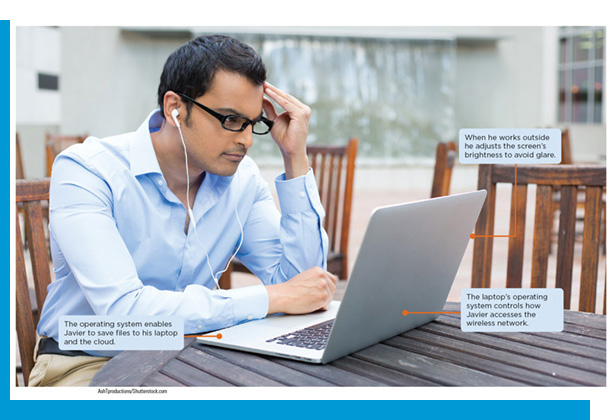 When he works outside
he adjusts the screen's
brightness to avoid glare.
The laptop's operating
system controls how
Javier accesses the
wireless network.
The operating system enables
Javier to save files to his laptop
and the cloud.
AshTproductions/Shutterstock.com